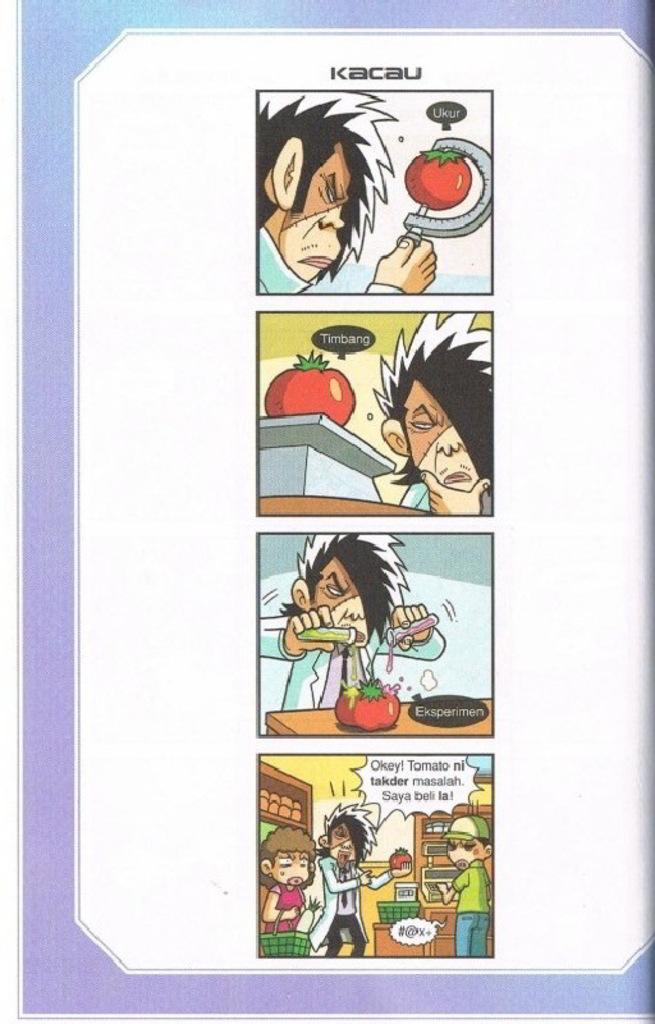 KACAU
Ukur
Timbang
Eksperimen
Okey! Tomato ni
takder masalah.
Saya beli la!
#@x+